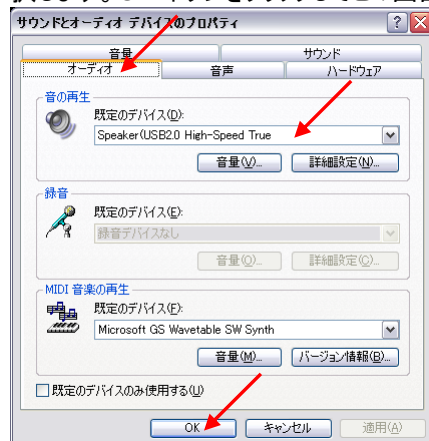 サウンドとオーディオ デバイスのプロパティ
音量 サウンド
オーディオ 音声 ハードウェア
音の再生
既定のデバイス(D):
Speaker(USB2.0 High-Speed True
音量(V)... 詳細設定(N)...
録音
既定のデバイス(E):
録音デバイスなし
音量(O)... 詳細設定(C)...
MIDI 音楽の再生
既定のデバイス(F):
Microsoft GS Wavetable SW Synth
音量(M)... バージョン情報(B)...
既定のデバイスのみ使用する(U)
OK キャンセル 適用(A)